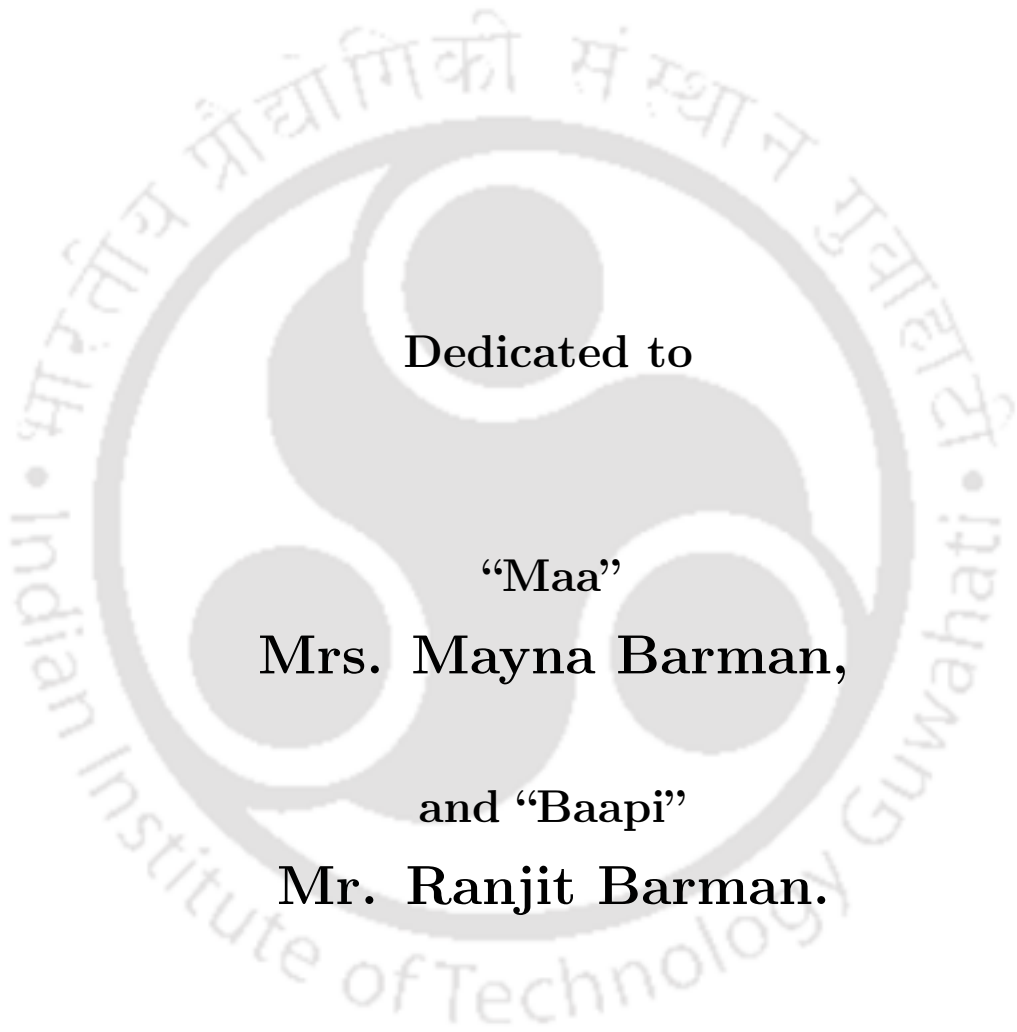 भारतीय प्रौद्योगिकी संस्थान गुवाहाटी
Dedicated to
“Maa”
Mrs. Mayna Barman,
and “Baapi”
Mr. Ranjit Barman.
• Indian Institute of Technology Guwahati •